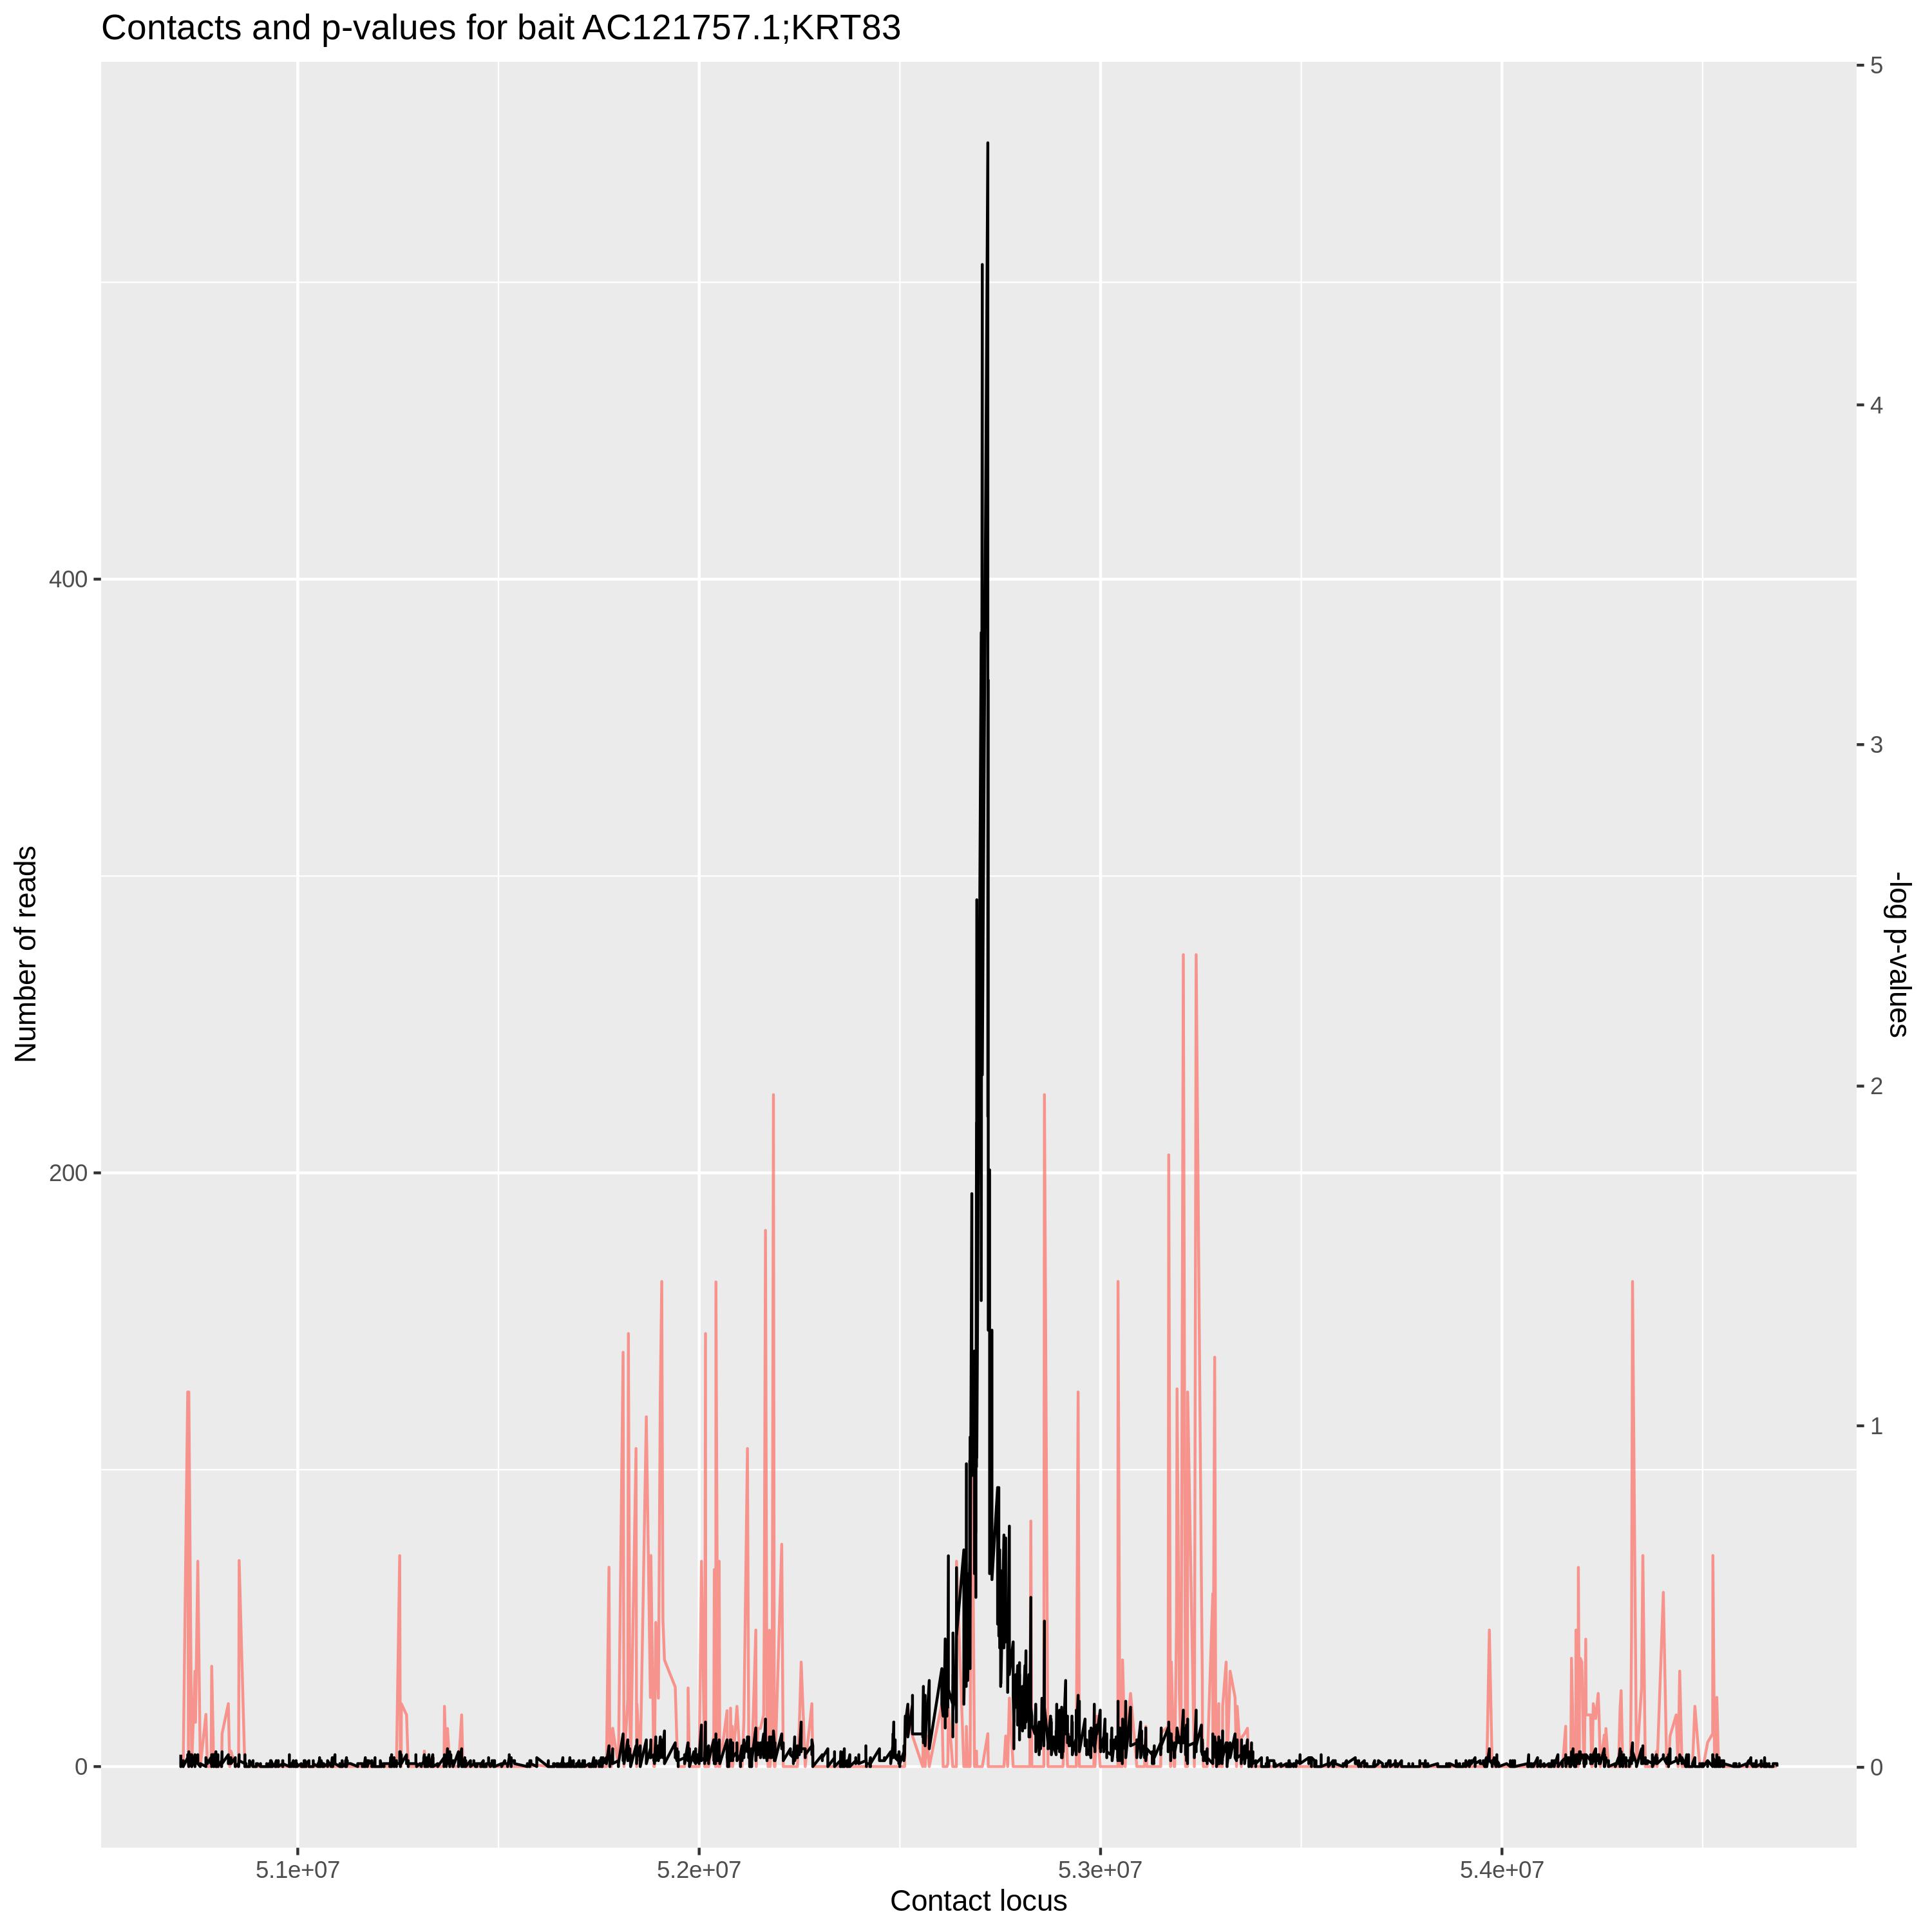 Contacts and p-values for bait AC121757.1;KRT83
Number of reads
400
200
0
5
4
3
2
1
0
-log p-values
5.1e+07
5.2e+07
5.3e+07
5.4e+07
Contact locus